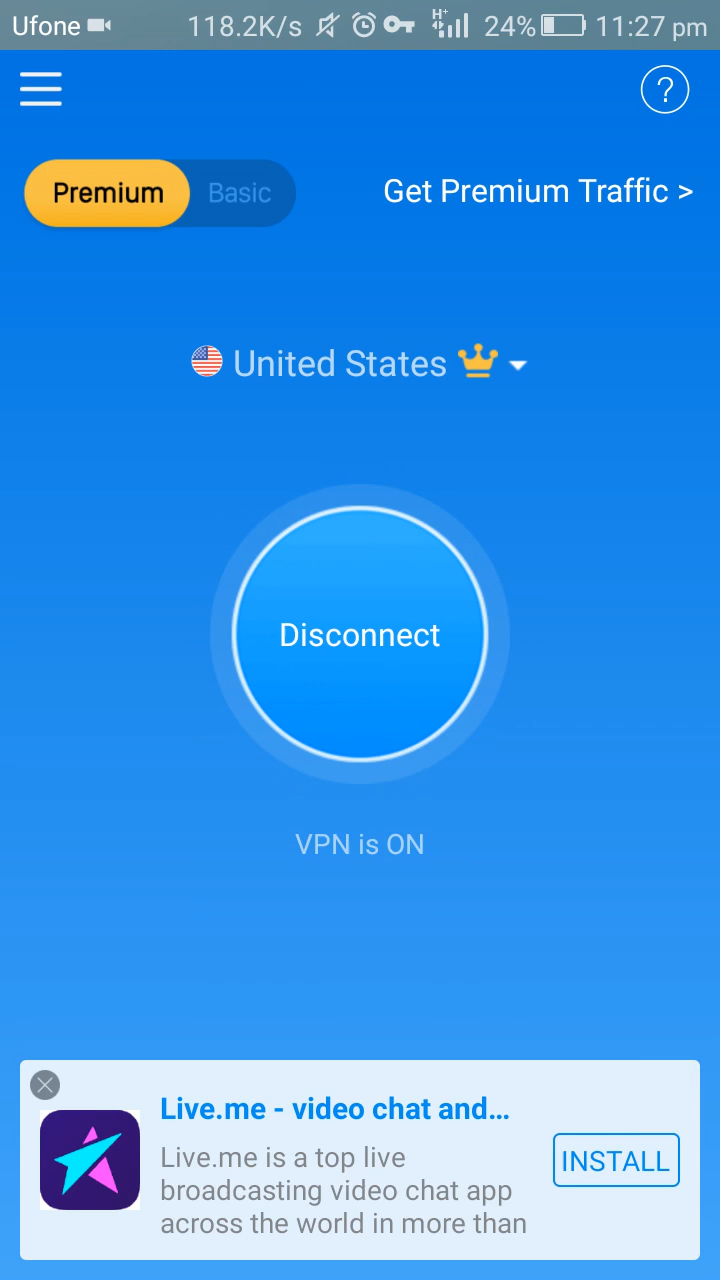 Ufone 118.2K/s H+ 24% 11:27 pm
?
Premium Basic Get Premium Traffic >
United States
Disconnect
VPN is ON
Live.me - video chat and...
Live.me is a top live
broadcasting video chat app
across the world in more than
INSTALL